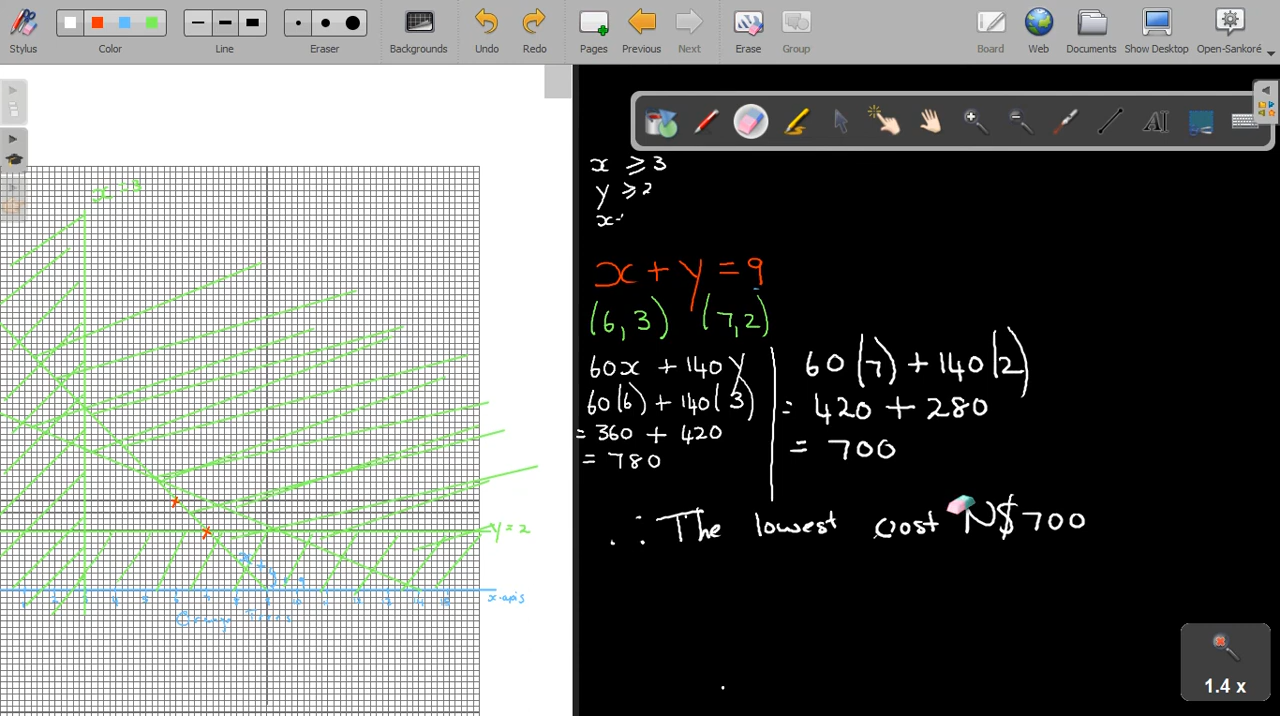 Stylus Color Line Eraser Backgrounds Undo Redo Pages Previous Next Erase Group Board Web Documents Show Desktop Open-Sankoré
x ≥ 3
y ≥ 2
x-
x + y = 9
(6, 3) (7, 2)
60x + 140y
60(6) + 140(3)
= 360 + 420
= 780
60(7) + 140(2)
= 420 + 280
= 700
∴ The lowest cost N$700
y = 2
x-axis
1.4 x